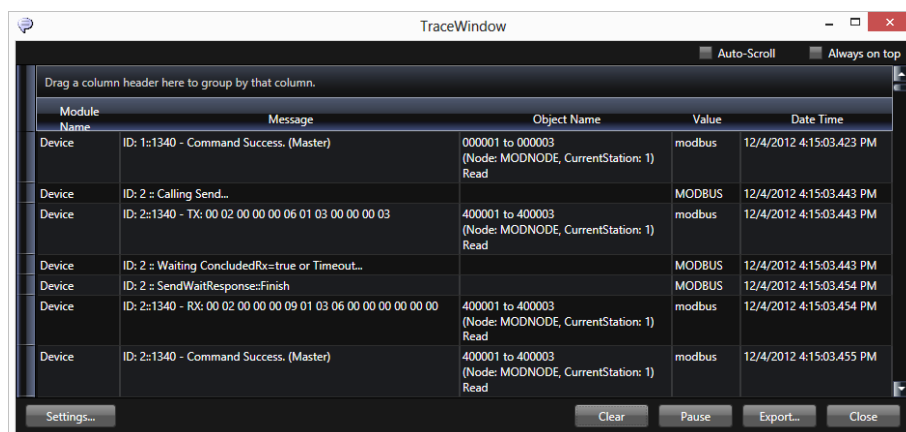 TraceWindow
Auto-Scroll Always on top
Drag a column header here to group by that column.
Module Name Message Object Name Value Date Time
Device ID: 1::1340 - Command Success. (Master) 000001 to 000003 modbus 12/4/2012 4:15:03.423 PM
(Node: MODNODE, CurrentStation: 1)
Read
Device ID: 2 :: Calling Send... MODBUS 12/4/2012 4:15:03.443 PM
Device ID: 2::1340 - TX: 00 02 00 00 00 06 01 03 00 00 00 03 400001 to 400003 modbus 12/4/2012 4:15:03.443 PM
(Node: MODNODE, CurrentStation: 1)
Read
Device ID: 2 :: Waiting ConcludedRx=true or Timeout... MODBUS 12/4/2012 4:15:03.443 PM
Device ID: 2 :: SendWaitResponse::Finish MODBUS 12/4/2012 4:15:03.454 PM
Device ID: 2::1340 - RX: 00 02 00 00 00 09 01 03 06 00 00 00 00 00 00 400001 to 400003 modbus 12/4/2012 4:15:03.454 PM
(Node: MODNODE, CurrentStation: 1)
Read
Device ID: 2::1340 - Command Success. (Master) 400001 to 400003 modbus 12/4/2012 4:15:03.455 PM
(Node: MODNODE, CurrentStation: 1)
Read
Settings... Clear Pause Export... Close